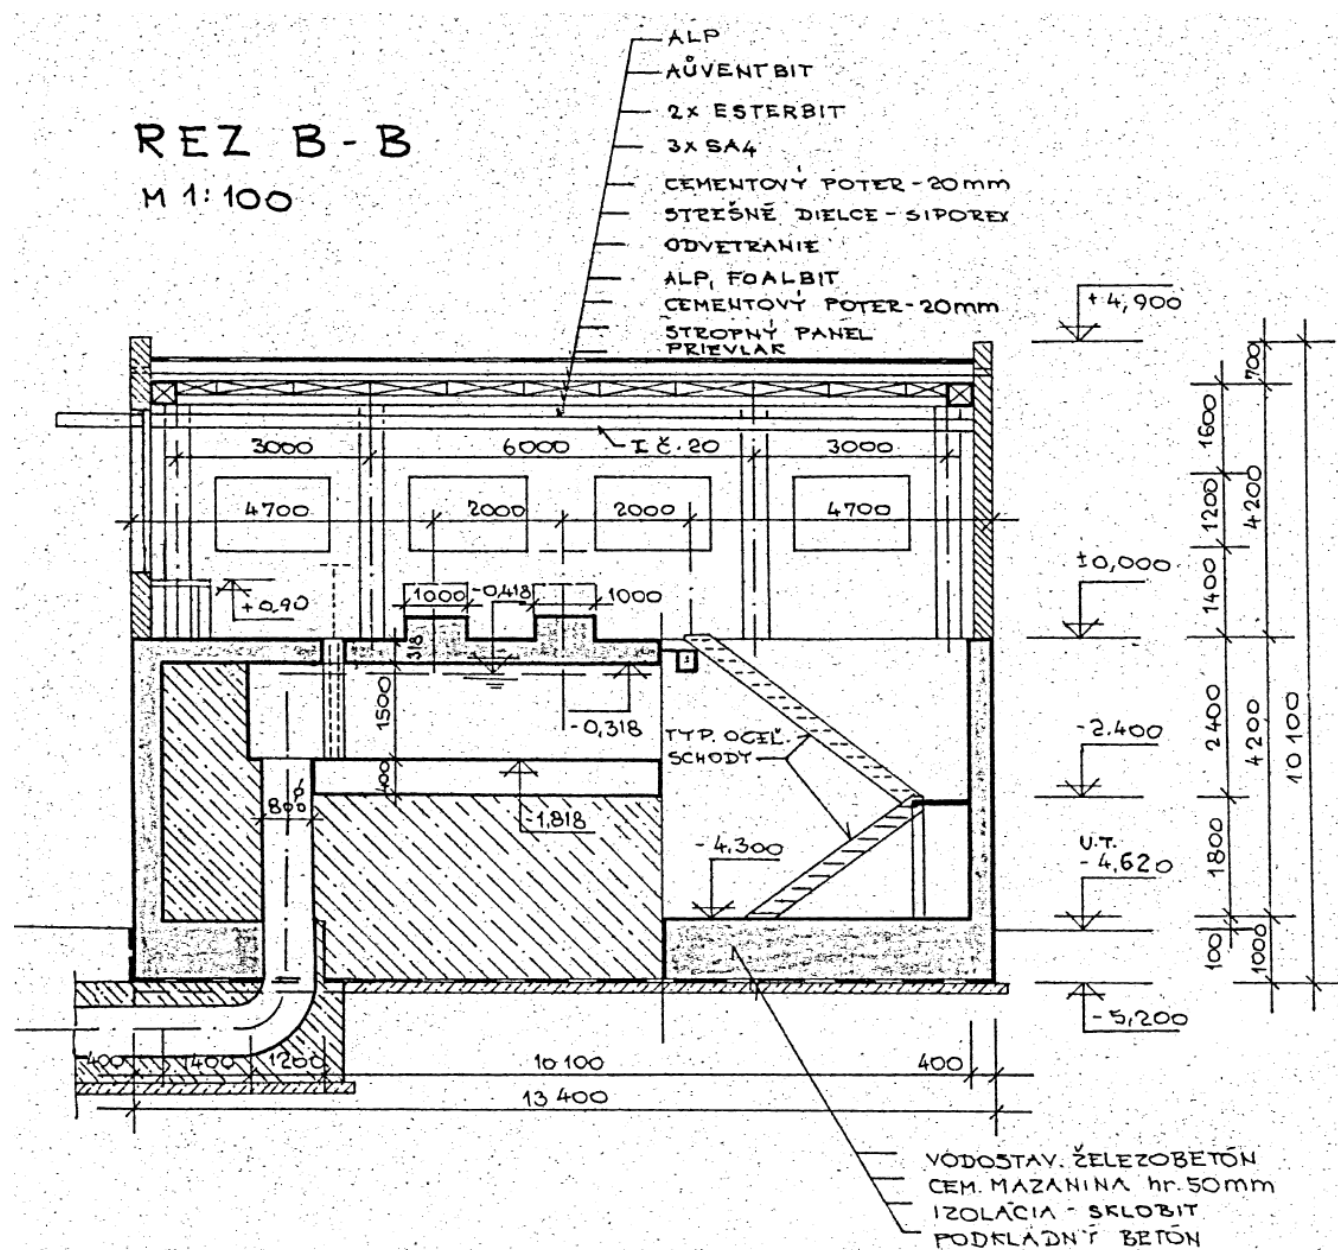 ALP
AŮVENTBIT
2x ESTERBIT
3x SA4
CEMENTOVÝ POTER - 20mm
STREŠNÉ DIELCE - SIPOREX
ODVETRANIE
ALP, FOALBIT
CEMENTOVÝ POTER - 20mm
STROPNÝ PANEL
PRIEVLAK
REZ B - B
M 1:100
+4,900
700
3000
6000
I č. 20
3000
1600
4700
2000
2000
4700
1200
4200
±0,000
1400
+0,90
1000
-0,418
1000
318
1500
-0,318
TYP. OCEĽ.
SCHODY
-2.400
2400
4200
10 100
400
800 ø
-1,818
-4,300
U.T.
-4,620
1800
100
1000
-5,200
400
1400
1200
10 100
400
13 400
VODOSTAV. ŽELEZOBETÓN
CEM. MAZANINA hr. 50mm
IZOLÁCIA - SKLOBIT
PODKLADNÝ BETÓN